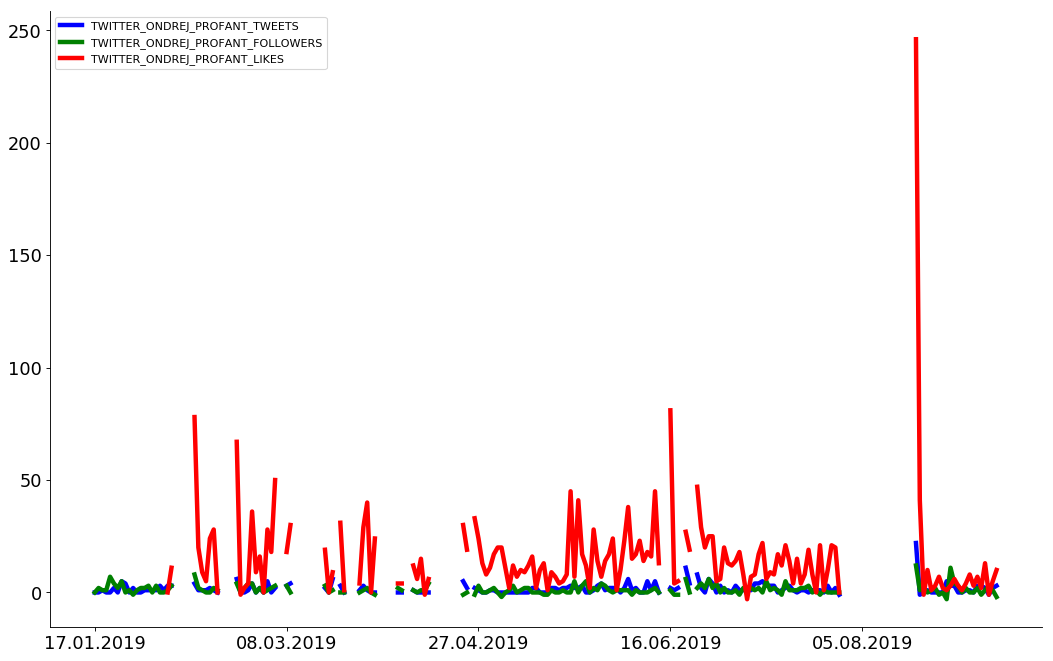 TWITTER_ONDREJ_PROFANT_TWEETS
TWITTER_ONDREJ_PROFANT_FOLLOWERS
TWITTER_ONDREJ_PROFANT_LIKES
250
200
150
100
50
0
17.01.2019 08.03.2019 27.04.2019 16.06.2019 05.08.2019